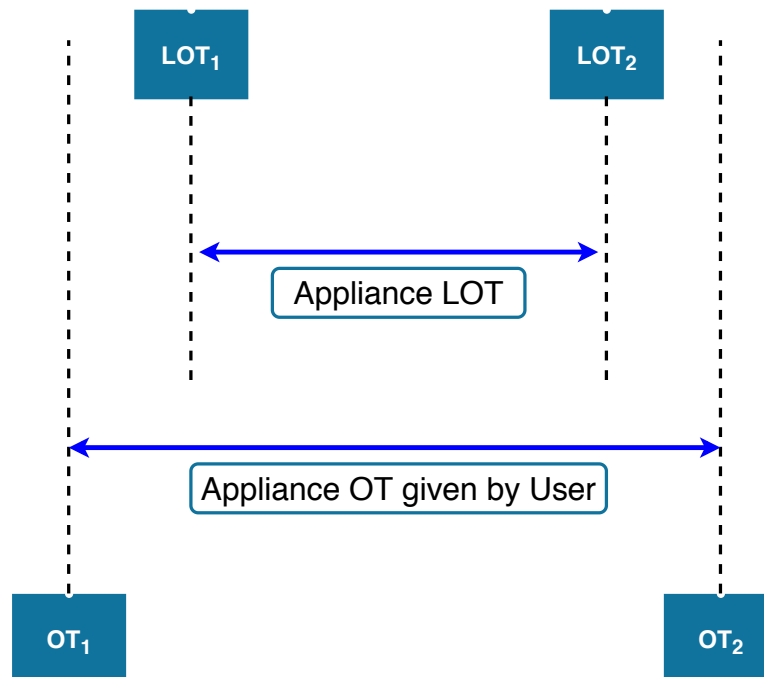 LOT₁
LOT₂
Appliance LOT
Appliance OT given by User
OT₁
OT₂